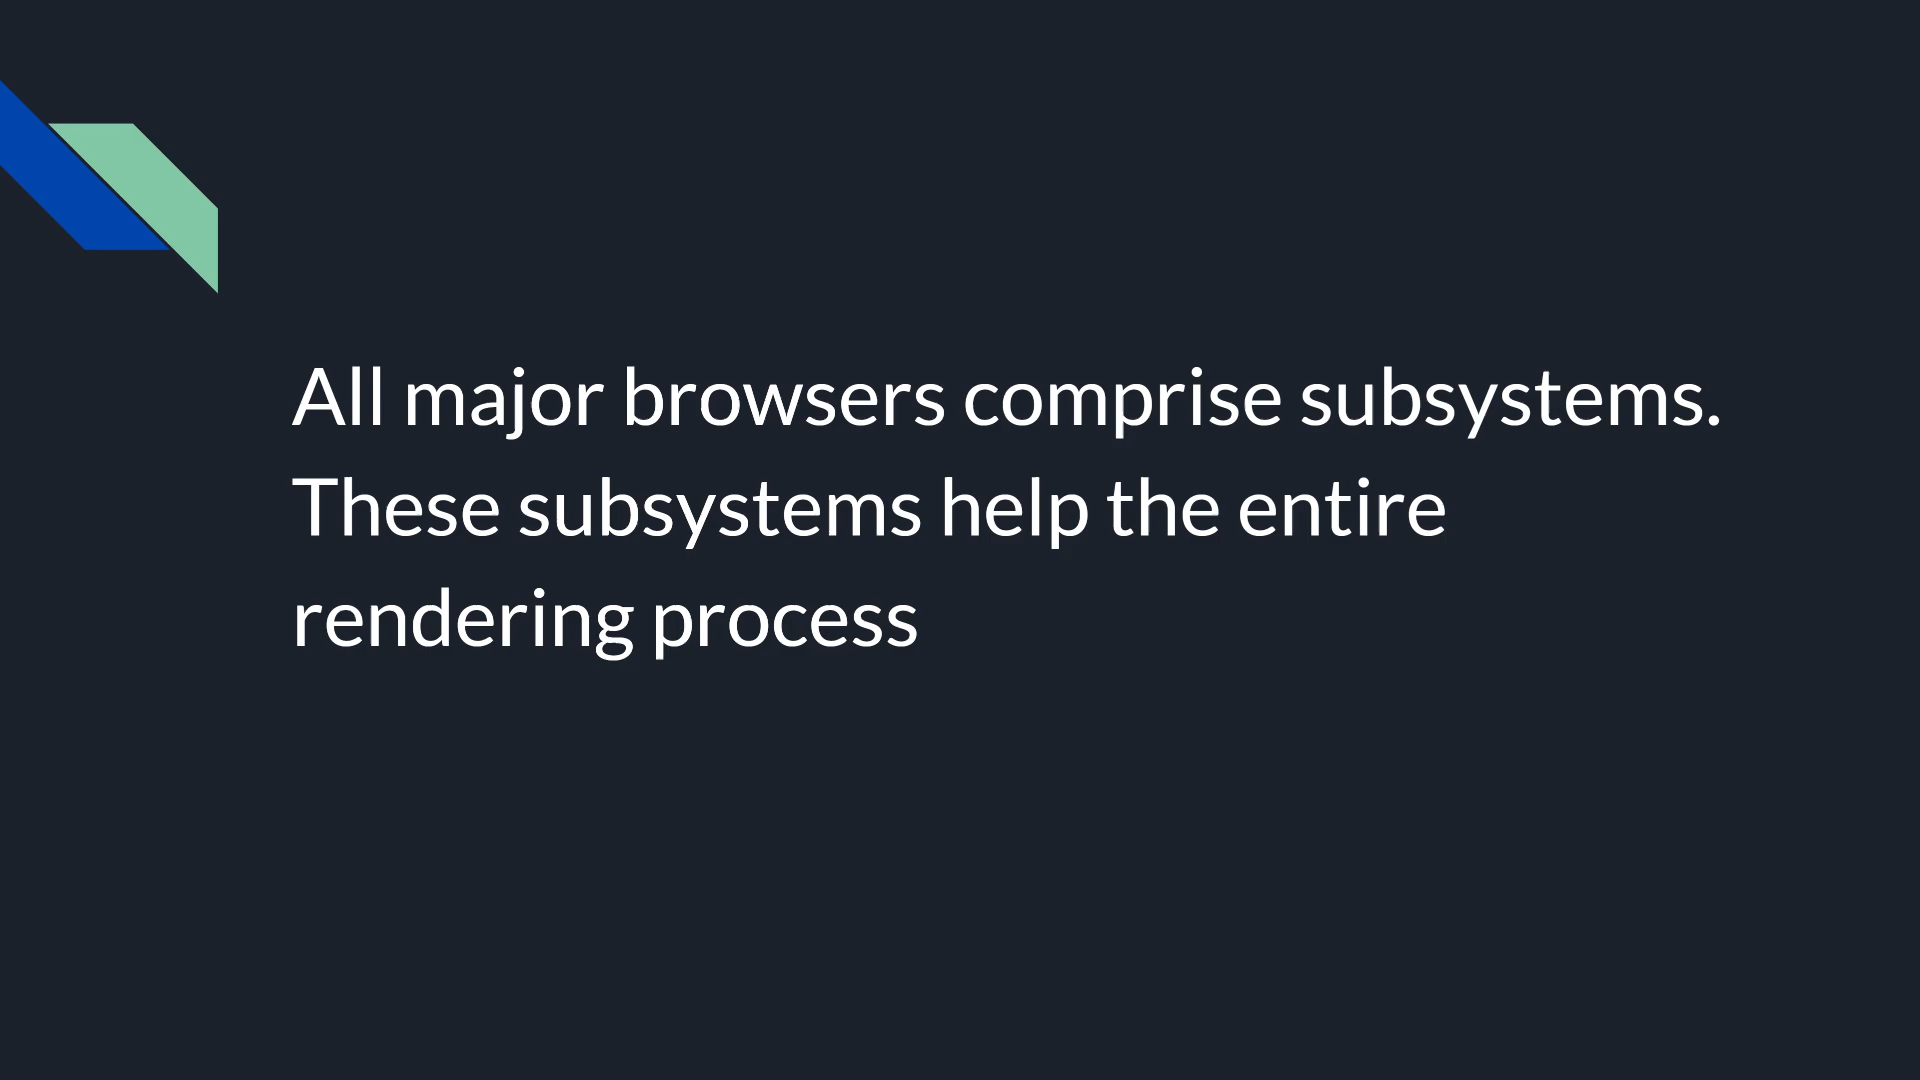 All major browsers comprise subsystems.
These subsystems help the entire
rendering process